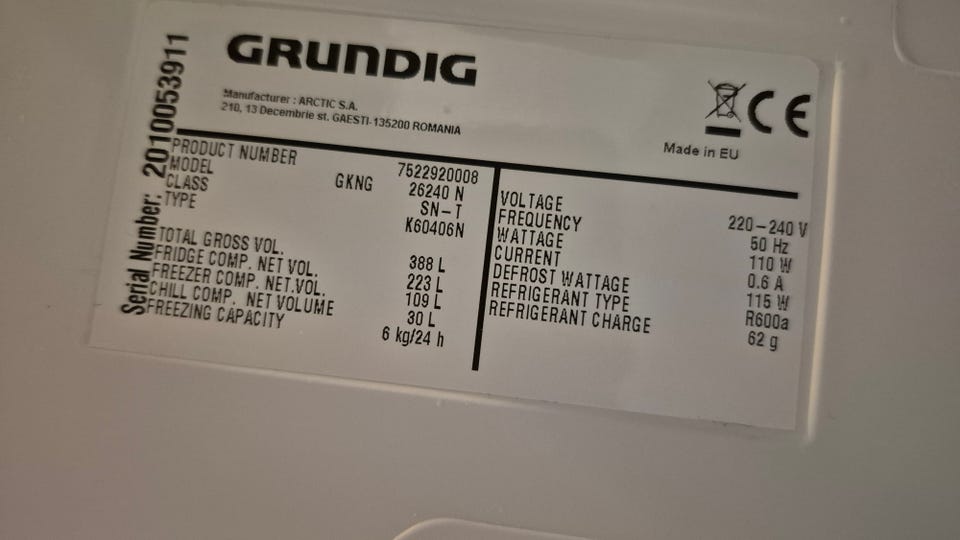 GRUNDIG
Manufacturer : ARCTIC S.A.
210, 13 Decembrie st. GAESTI-135200 ROMANIA
CE
Made in EU
Serial Number: 2010053911
PRODUCT NUMBER 7522920008
MODEL GKNG 26240 N
CLASS SN-T
TYPE K60406N
TOTAL GROSS VOL. 388 L
FRIDGE COMP. NET VOL. 223 L
FREEZER COMP. NET.VOL. 109 L
CHILL COMP. NET VOLUME 30 L
FREEZING CAPACITY 6 kg/24 h
VOLTAGE 220-240 V
FREQUENCY 50 Hz
WATTAGE 110 W
CURRENT 0.6 A
DEFROST WATTAGE 115 W
REFRIGERANT TYPE R600a
REFRIGERANT CHARGE 62 g